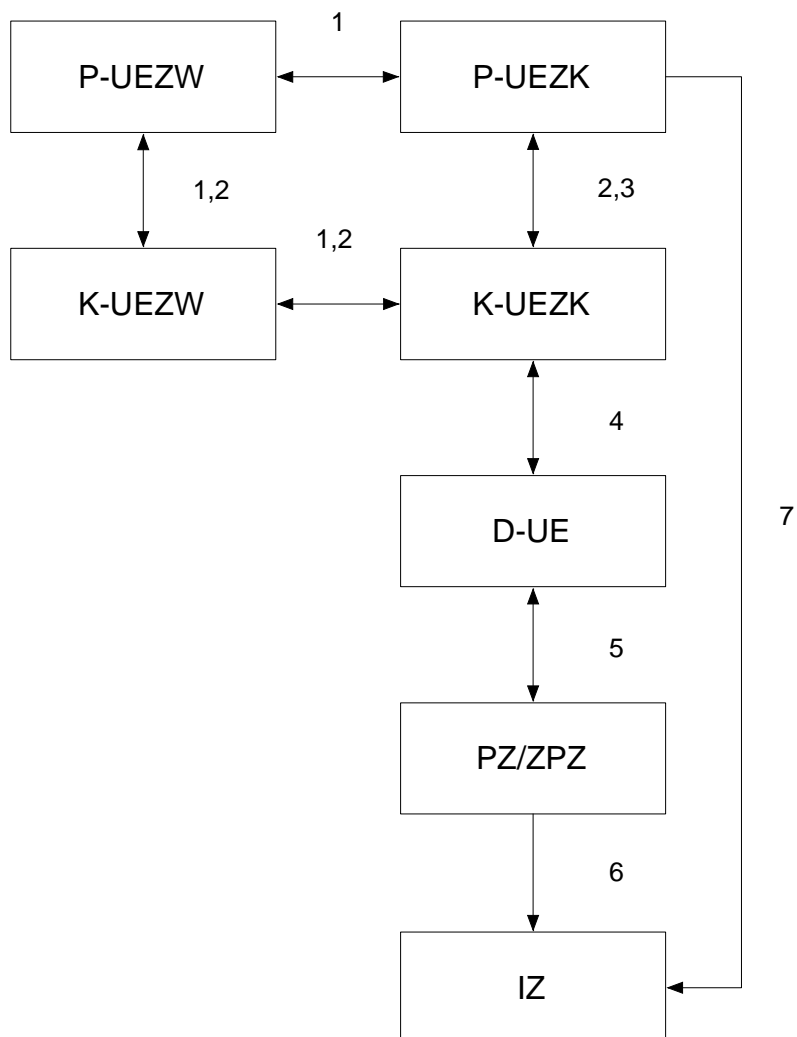 1
P-UEZW
P-UEZK
1,2
2,3
1,2
K-UEZW
K-UEZK
4
7
D-UE
5
PZ/ZPZ
6
IZ